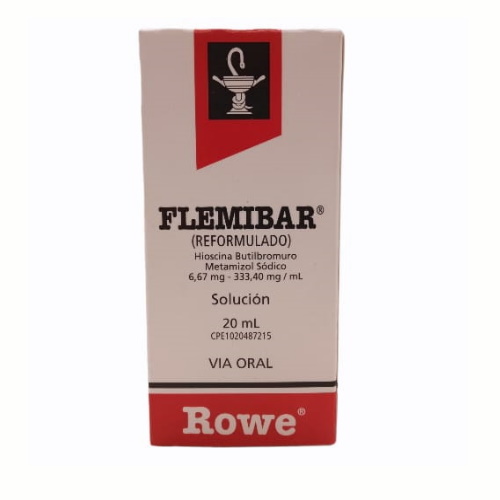 FLEMIBAR®
(REFORMULADO)
Hioscina Butilbromuro
Metamizol Sódico
6,67 mg - 333,40 mg / mL
Solución
20 mL
CPE1020487215
VIA ORAL
Rowe®